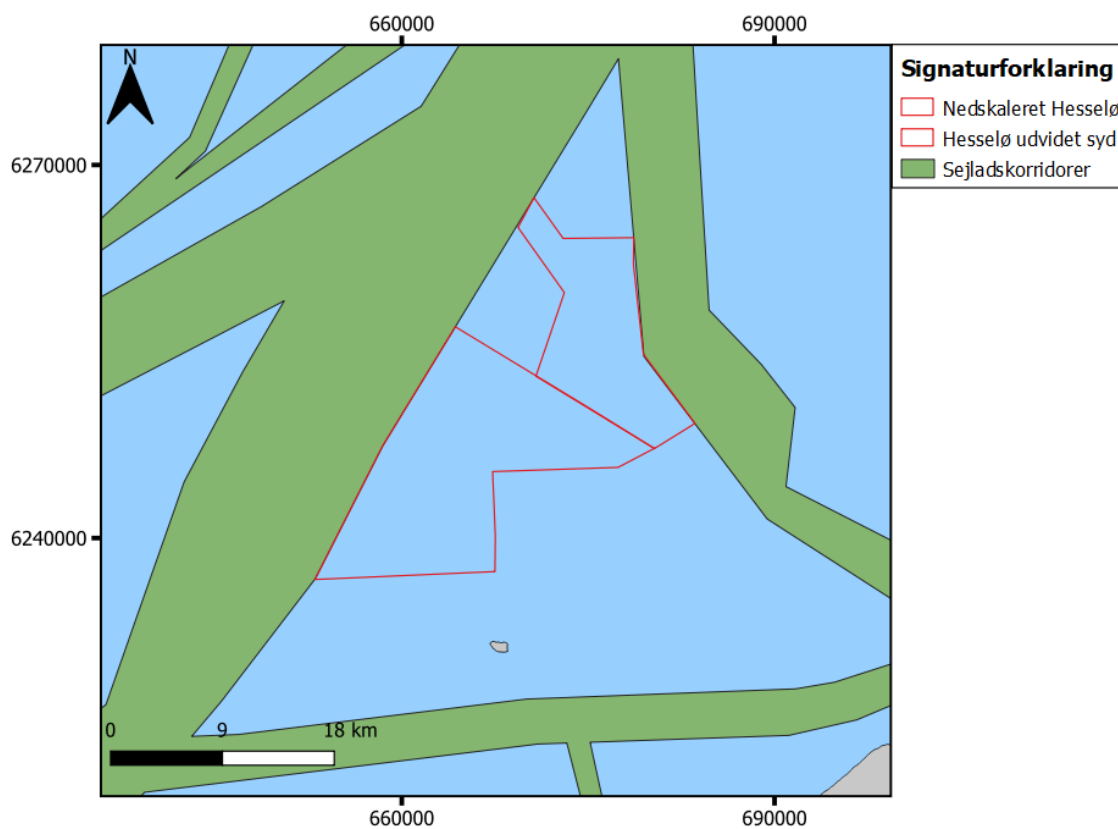 660000
690000
N
Signaturforklaring
Nedskaleret Hesselø
Hesselø udvidet syd
Sejladskorridorer
6270000
6240000
0
9
18 km
660000
690000